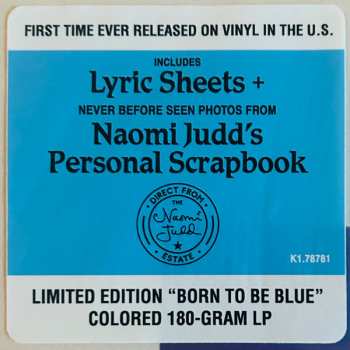 FIRST TIME EVER RELEASED ON VINYL IN THE U.S.
INCLUDES
Lyric Sheets +
NEVER BEFORE SEEN PHOTOS FROM
Naomi Judd's
Personal Scrapbook
• DIRECT FROM •
THE
Naomi
Judd
ESTATE
K1.78781
LIMITED EDITION “BORN TO BE BLUE”
COLORED 180-GRAM LP